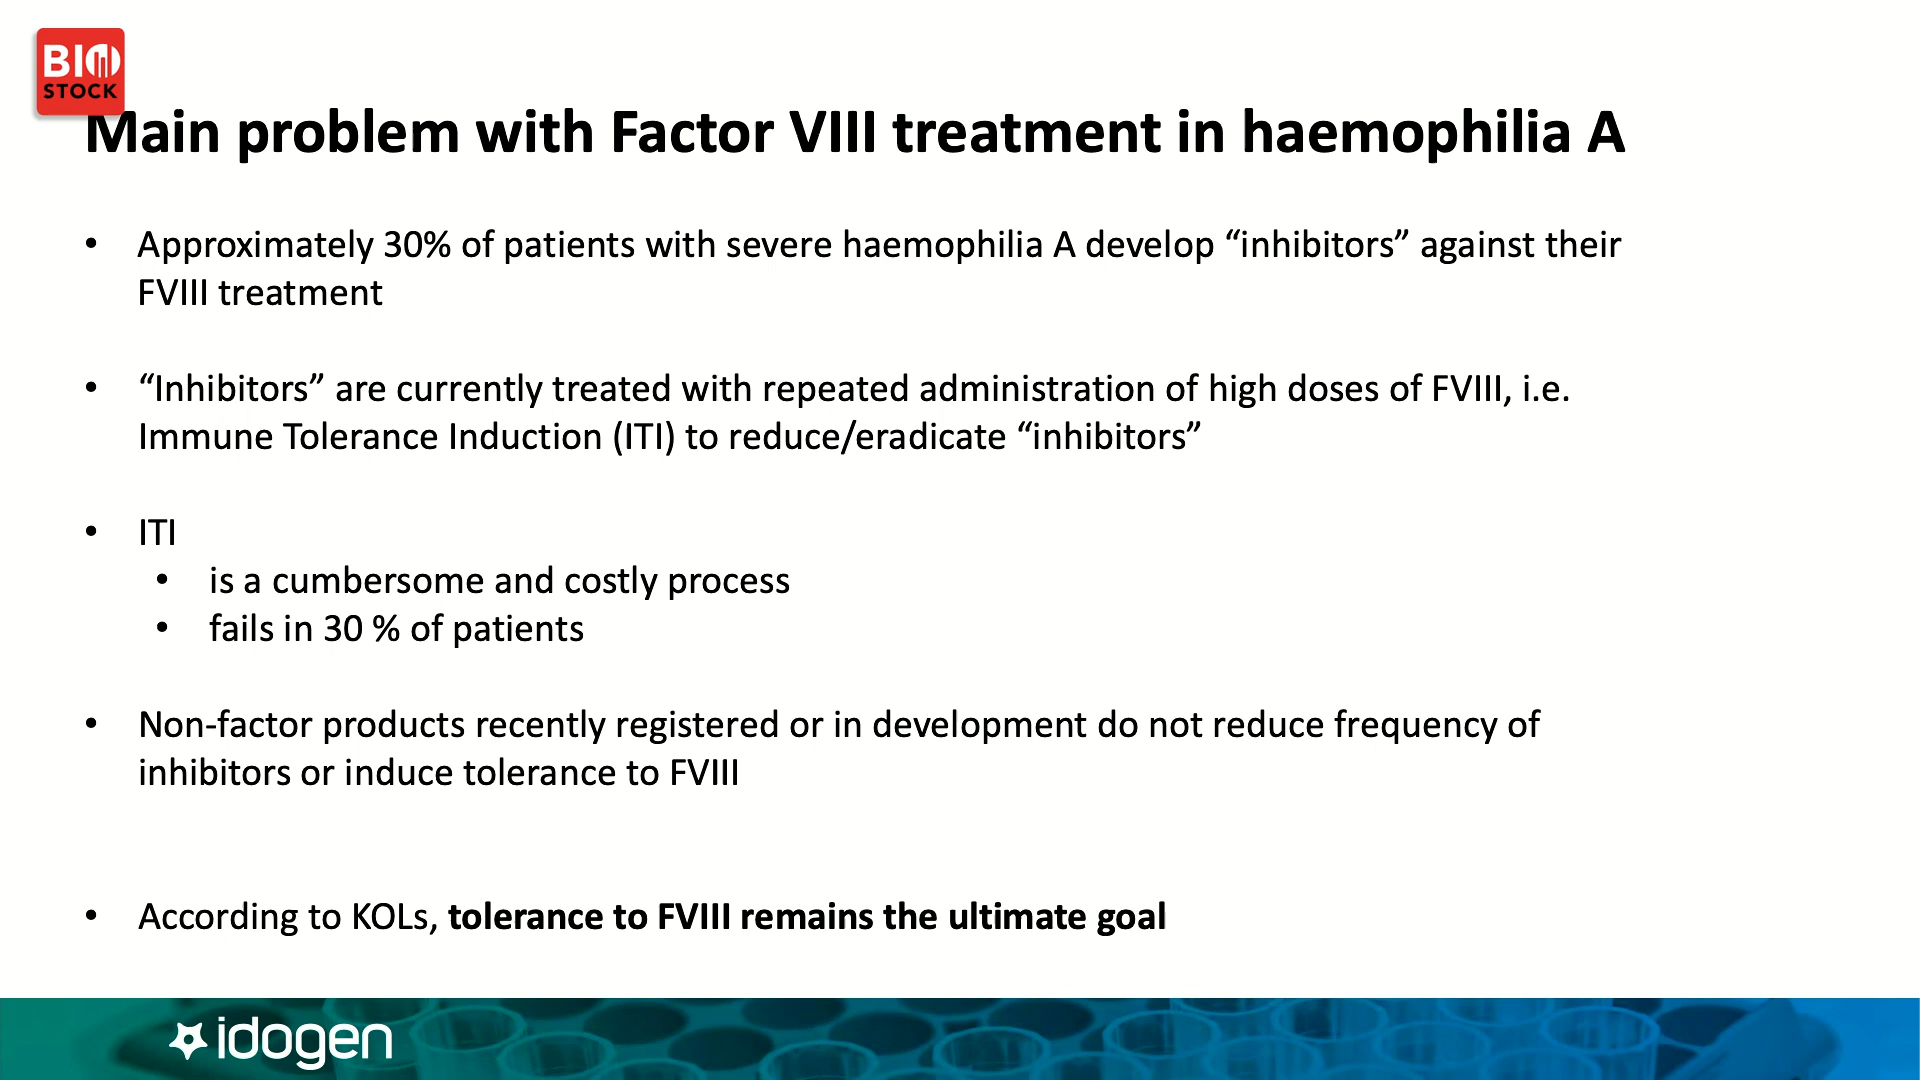 BIO
STOCK
Main problem with Factor VIII treatment in haemophilia A
• Approximately 30% of patients with severe haemophilia A develop “inhibitors” against their
FVIII treatment
• “Inhibitors” are currently treated with repeated administration of high doses of FVIII, i.e.
Immune Tolerance Induction (ITI) to reduce/eradicate “inhibitors”
• ITI
• is a cumbersome and costly process
• fails in 30 % of patients
• Non-factor products recently registered or in development do not reduce frequency of
inhibitors or induce tolerance to FVIII
• According to KOLs, tolerance to FVIII remains the ultimate goal
idogen